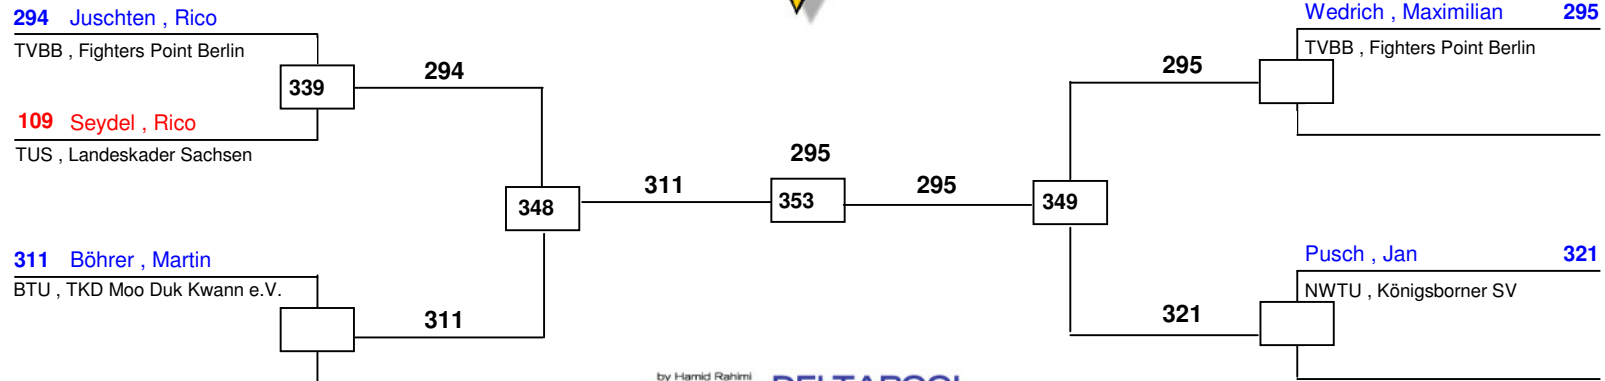 294 Juschten , Rico
TVBB , Fighters Point Berlin
339
294
109 Seydel , Rico
TUS , Landeskader Sachsen
348
311
311 Böhrer , Martin
BTU , TKD Moo Duk Kwann e.V.
311
295
353
295
Wedrich , Maximilian 295
TVBB , Fighters Point Berlin
295
349
Pusch , Jan 321
NWTU , Königsborner SV
321
by Hamid Rahimi